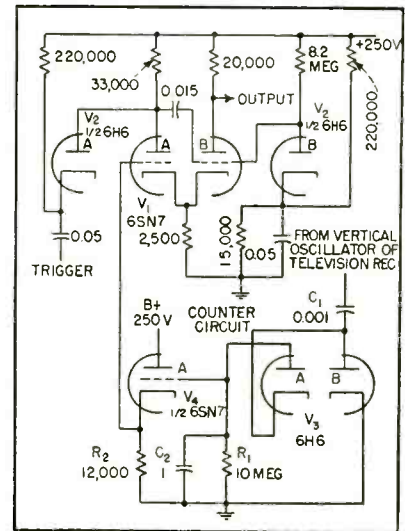 220,000
33,000
0.015
20,000
8.2
MEG
+250V
220,000
V2
1/2 6H6
A
A
B
→OUTPUT
V2
1/2 6H6
B
V1
6SN7
2,500
15,000
0.05
0.05
TRIGGER
FROM VERTICAL
OSCILLATOR OF
TELEVISION REC
COUNTER
CIRCUIT
C1
0.001
B+
250V
A
V4
1/2 6SN7
A
B
V3
6H6
R2
12,000
C2
1
R1
10 MEG